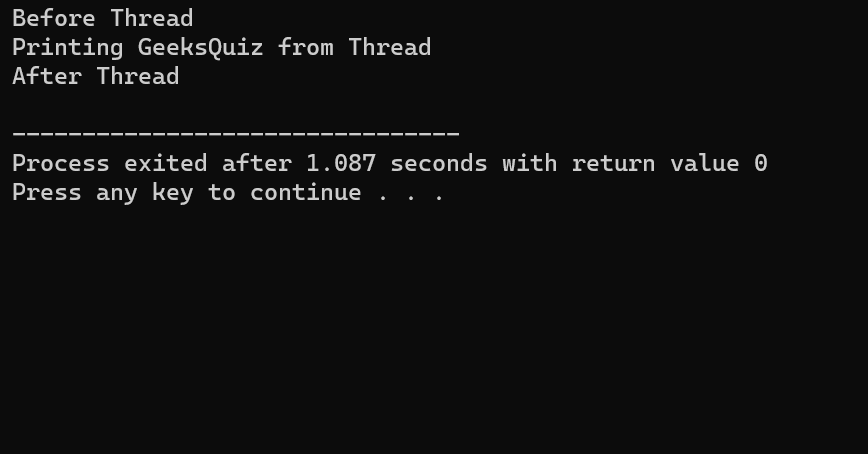 Before Thread
Printing GeeksQuiz from Thread
After Thread
--------------------------------
Process exited after 1.087 seconds with return value 0
Press any key to continue . . .